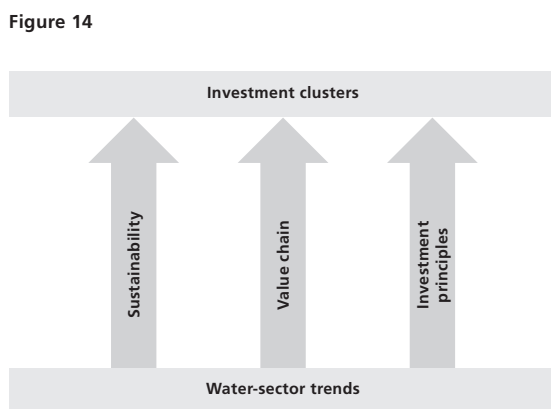 Figure 14
Investment clusters
Sustainability
Value chain
Investment
principles
Water-sector trends